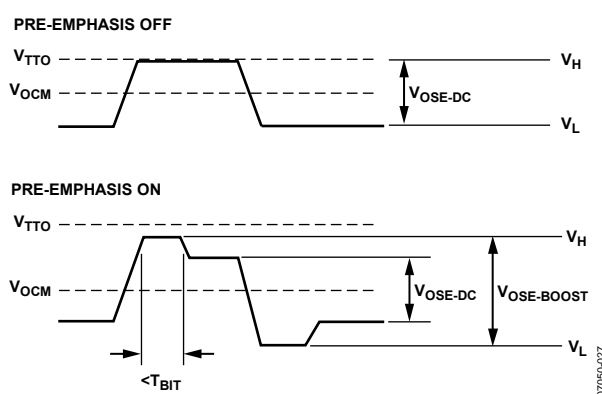 PRE-EMPHASIS OFF
VTTO
VH
VOCM
VOSE-DC
VL
PRE-EMPHASIS ON
VTTO
VH
VOCM
VOSE-DC
VOSE-BOOST
VL
<TBIT
07050-027